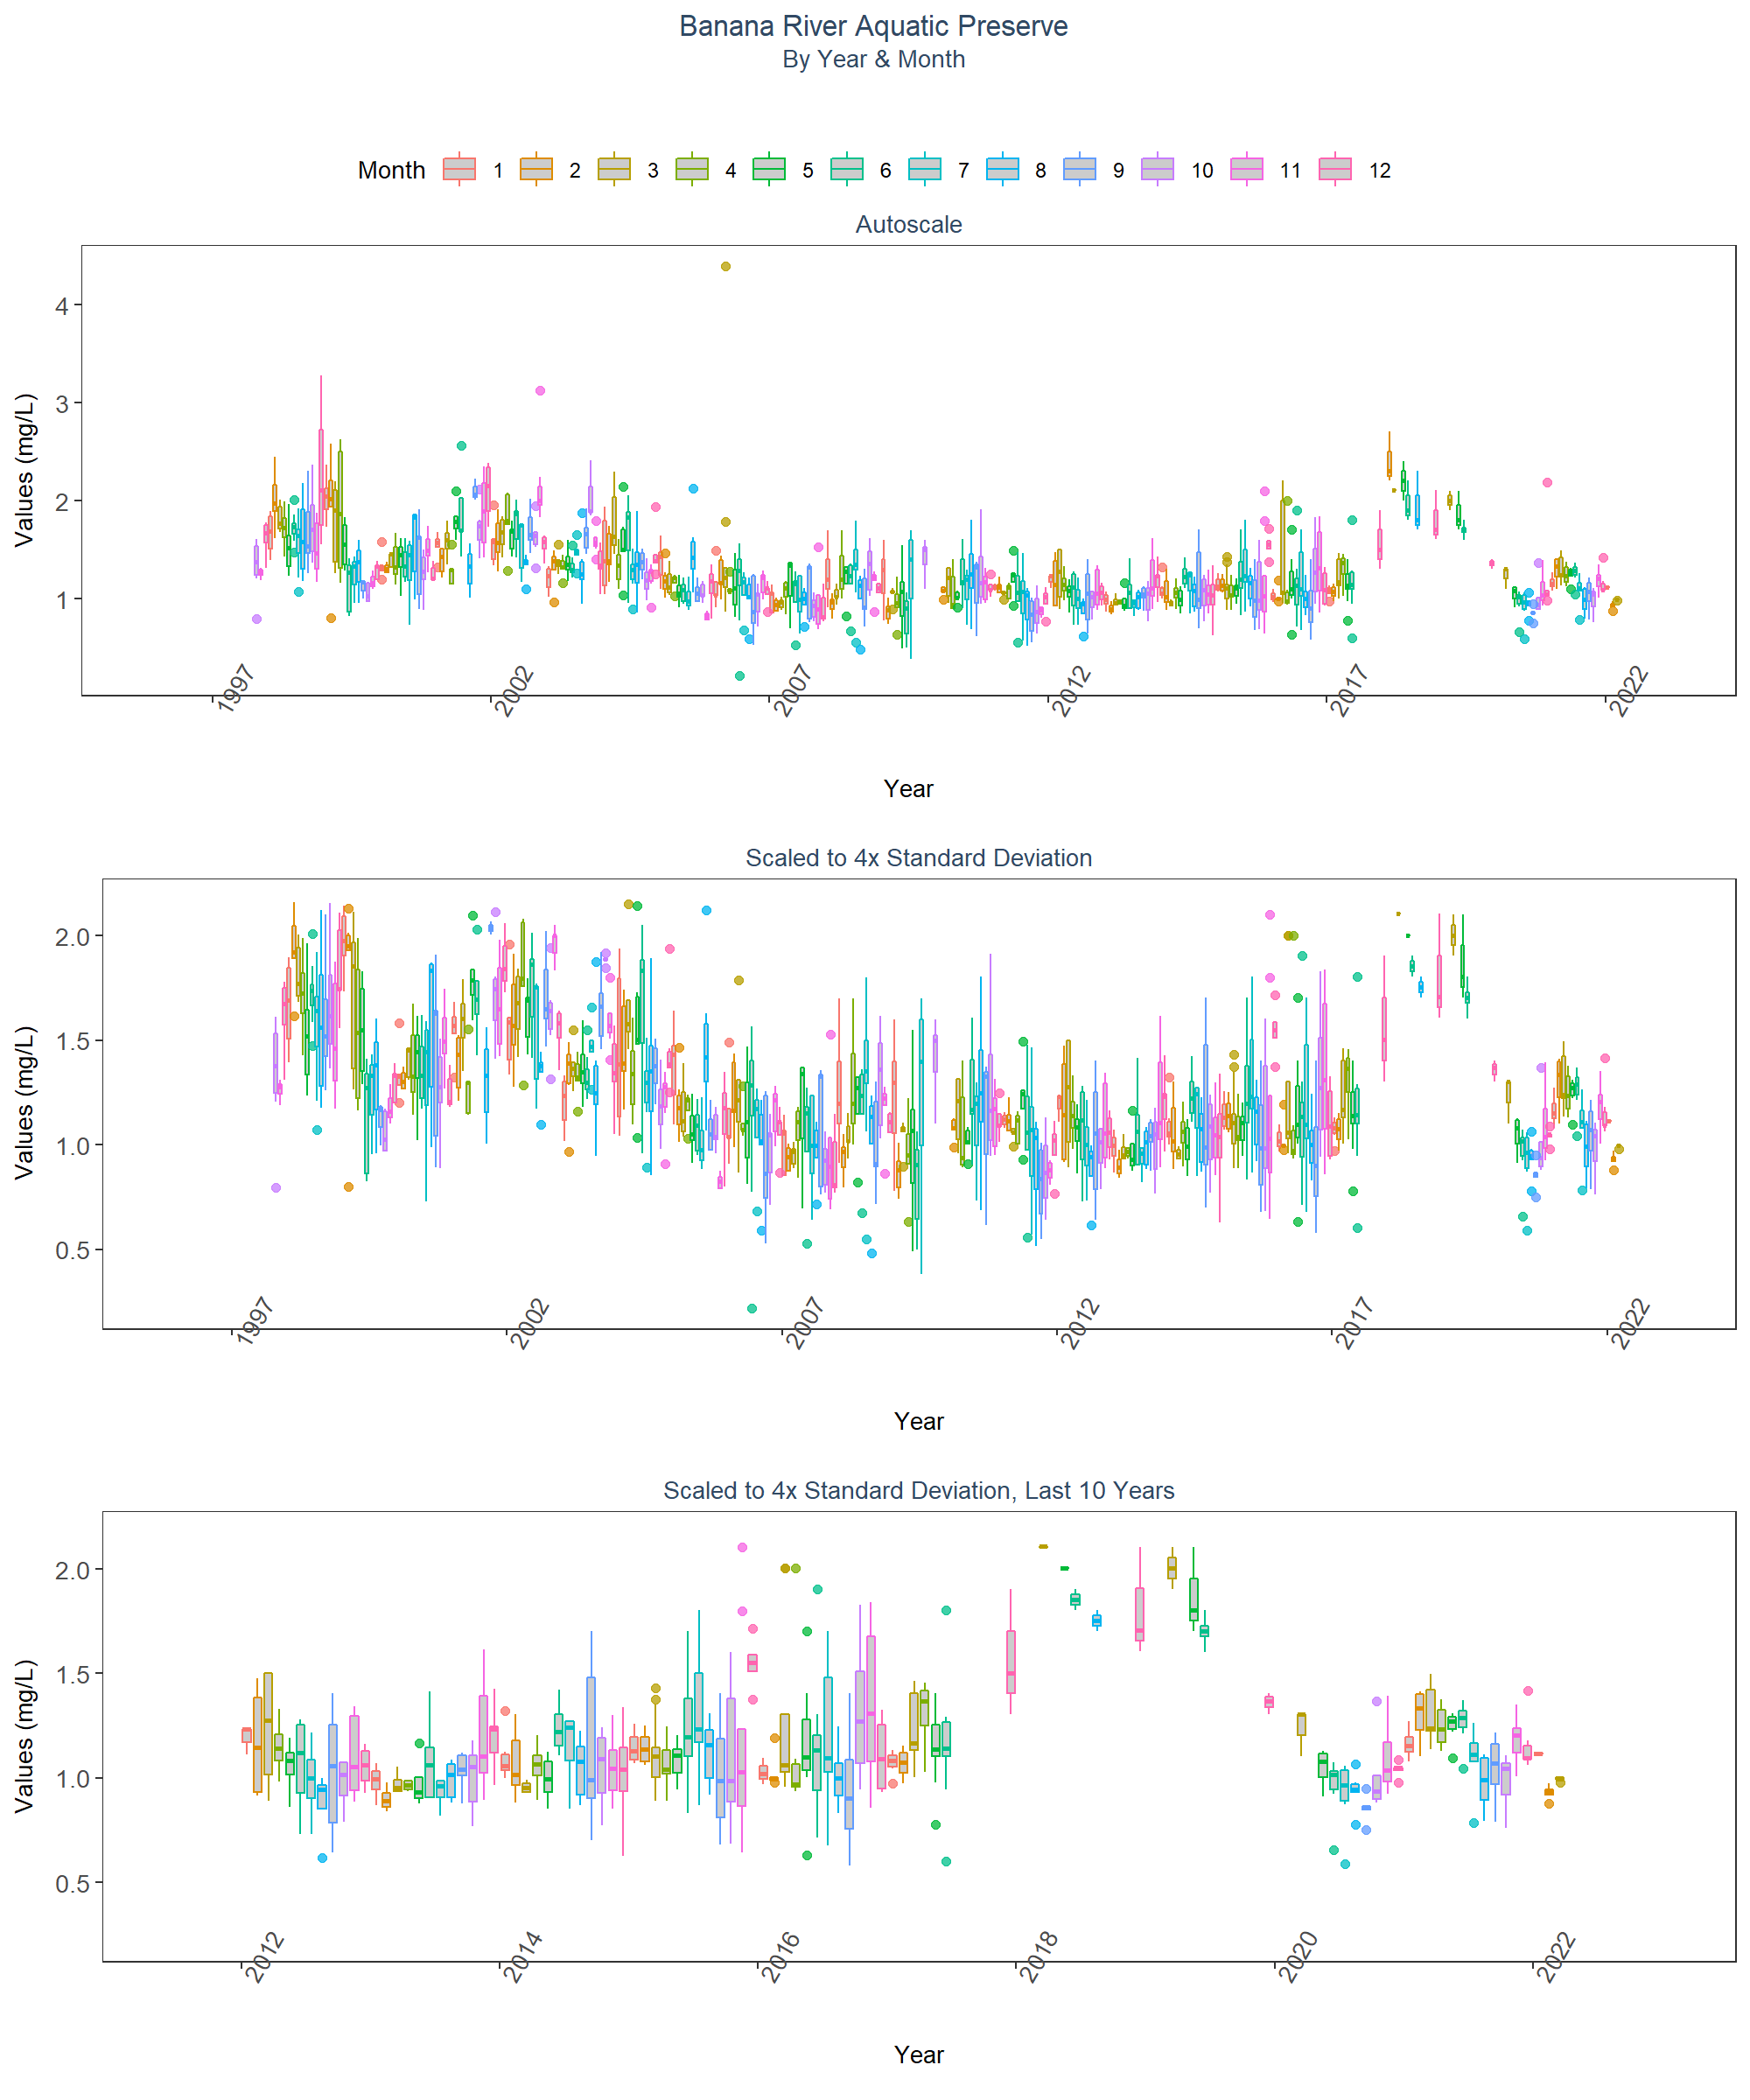 Banana River Aquatic Preserve
By Year & Month
Month 1 2 3 4 5 6 7 8 9 10 11 12
Autoscale
Values (mg/L)
4
3
2
1
1997 2002 2007 2012 2017 2022
Year
Scaled to 4x Standard Deviation
Values (mg/L)
2.0
1.5
1.0
0.5
1997 2002 2007 2012 2017 2022
Year
Scaled to 4x Standard Deviation, Last 10 Years
Values (mg/L)
2.0
1.5
1.0
0.5
2012 2014 2016 2018 2020 2022
Year